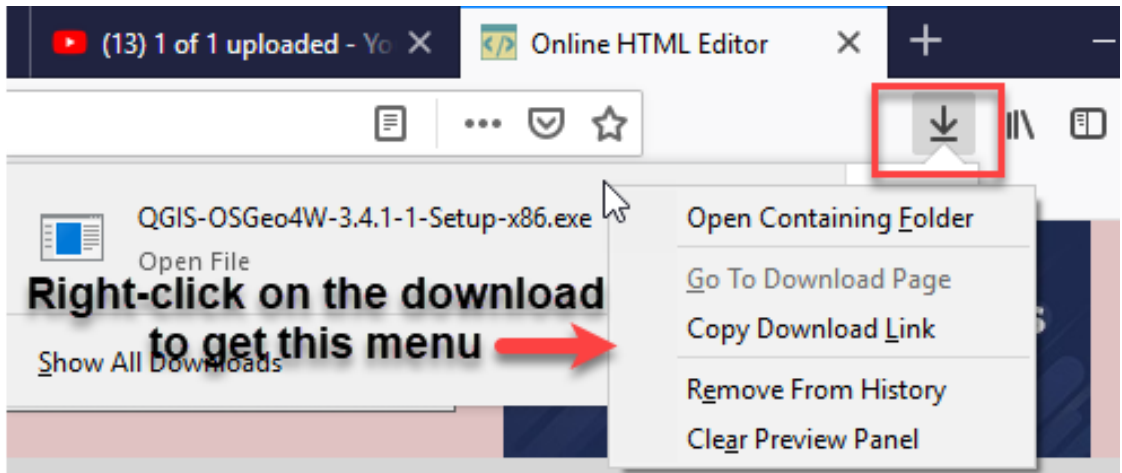 (13) 1 of 1 uploaded - Yo
Online HTML Editor
QGIS-OSGeo4W-3.4.1-1-Setup-x86.exe
Open File
Right-click on the download
to get this menu
Show All Downloads
Open Containing Folder
Go To Download Page
Copy Download Link
Remove From History
Clear Preview Panel